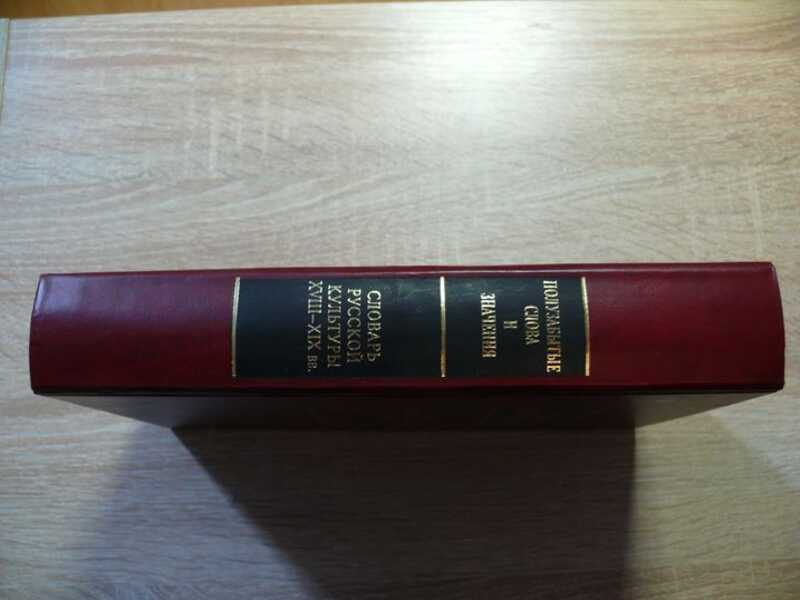 ПОЛУЗАБЫТЫЕ
СЛОВА
И
ЗНАЧЕНИЯ
СЛОВАРЬ
РУССКОЙ
КУЛЬТУРЫ
XVIII–XIX ВВ.